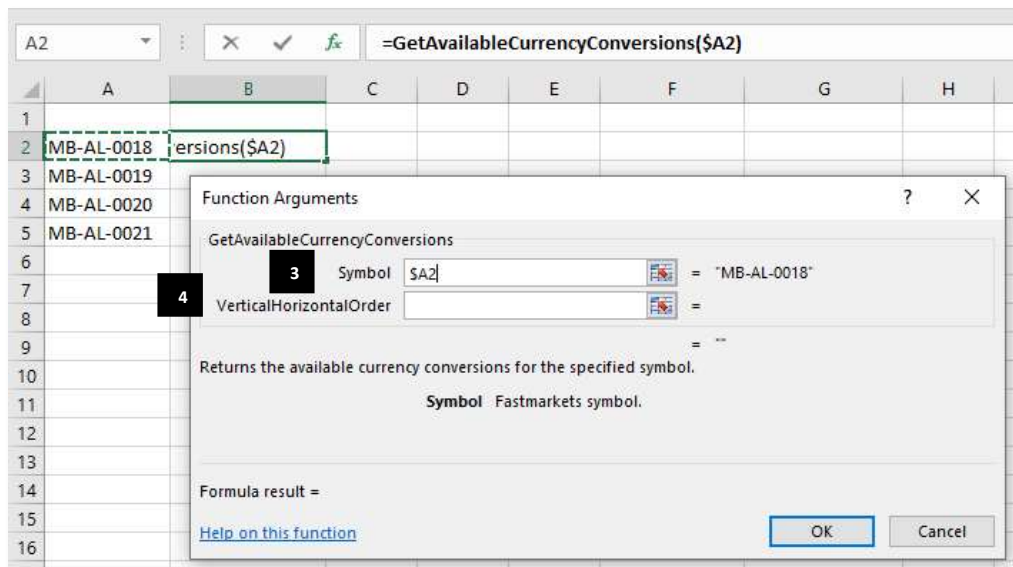 A2 fx =GetAvailableCurrencyConversions($A2)
A B C D E F G H
1
2 MB-AL-0018 ersions($A2)
3 MB-AL-0019
4 MB-AL-0020
5 MB-AL-0021
6
7
8
9
10
11
12
13
14
15
16
Function Arguments ? X
GetAvailableCurrencyConversions
3 Symbol $A2 = "MB-AL-0018"
4 VerticalHorizontalOrder =
= ""
Returns the available currency conversions for the specified symbol.
Symbol Fastmarkets symbol.
Formula result =
Help on this function OK Cancel